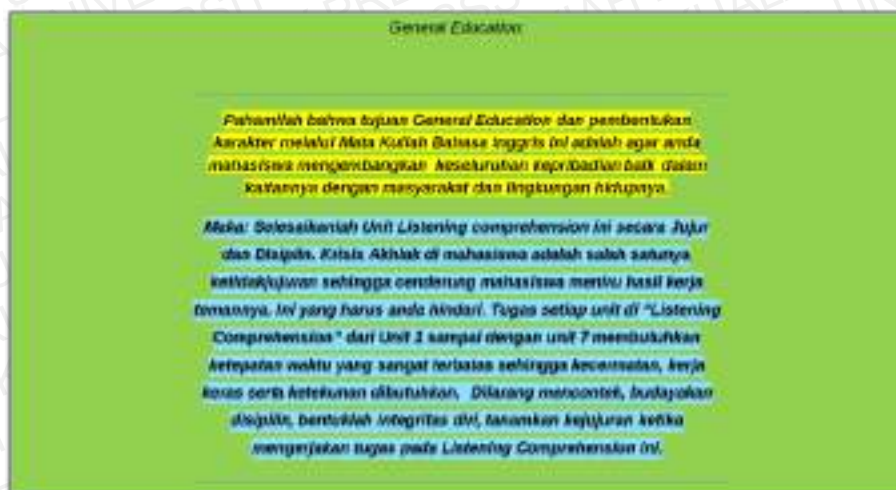 General Education
Pahamilah bahwa tujuan General Education dan pembentukan
karakter melalui Mata Kuliah Bahasa Inggris ini adalah agar anda
mahasiswa mengembangkan keseluruhan kepribadian baik dalam
kaitannya dengan masyarakat dan lingkungan hidupnya.
Maka: Selesaikanlah Unit Listening comprehension ini secara Jujur
dan Disiplin. Krisis Akhlak di mahasiswa adalah salah satunya
ketidakjujuran sehingga cenderung mahasiswa meniru hasil kerja
temannya. Ini yang harus anda hindari. Tugas setiap unit di "Listening
Comprehension" dari Unit 1 sampai dengan unit 7 membutuhkan
ketepatan waktu yang sangat terbatas sehingga kecermatan, kerja
keras serta ketekunan dibutuhkan, Dilarang mencontek, budayakan
disiplin, bentuklah integritas diri, tanamkan kejujuran ketika
mengerjakan tugas pada Listening Comprehension ini.